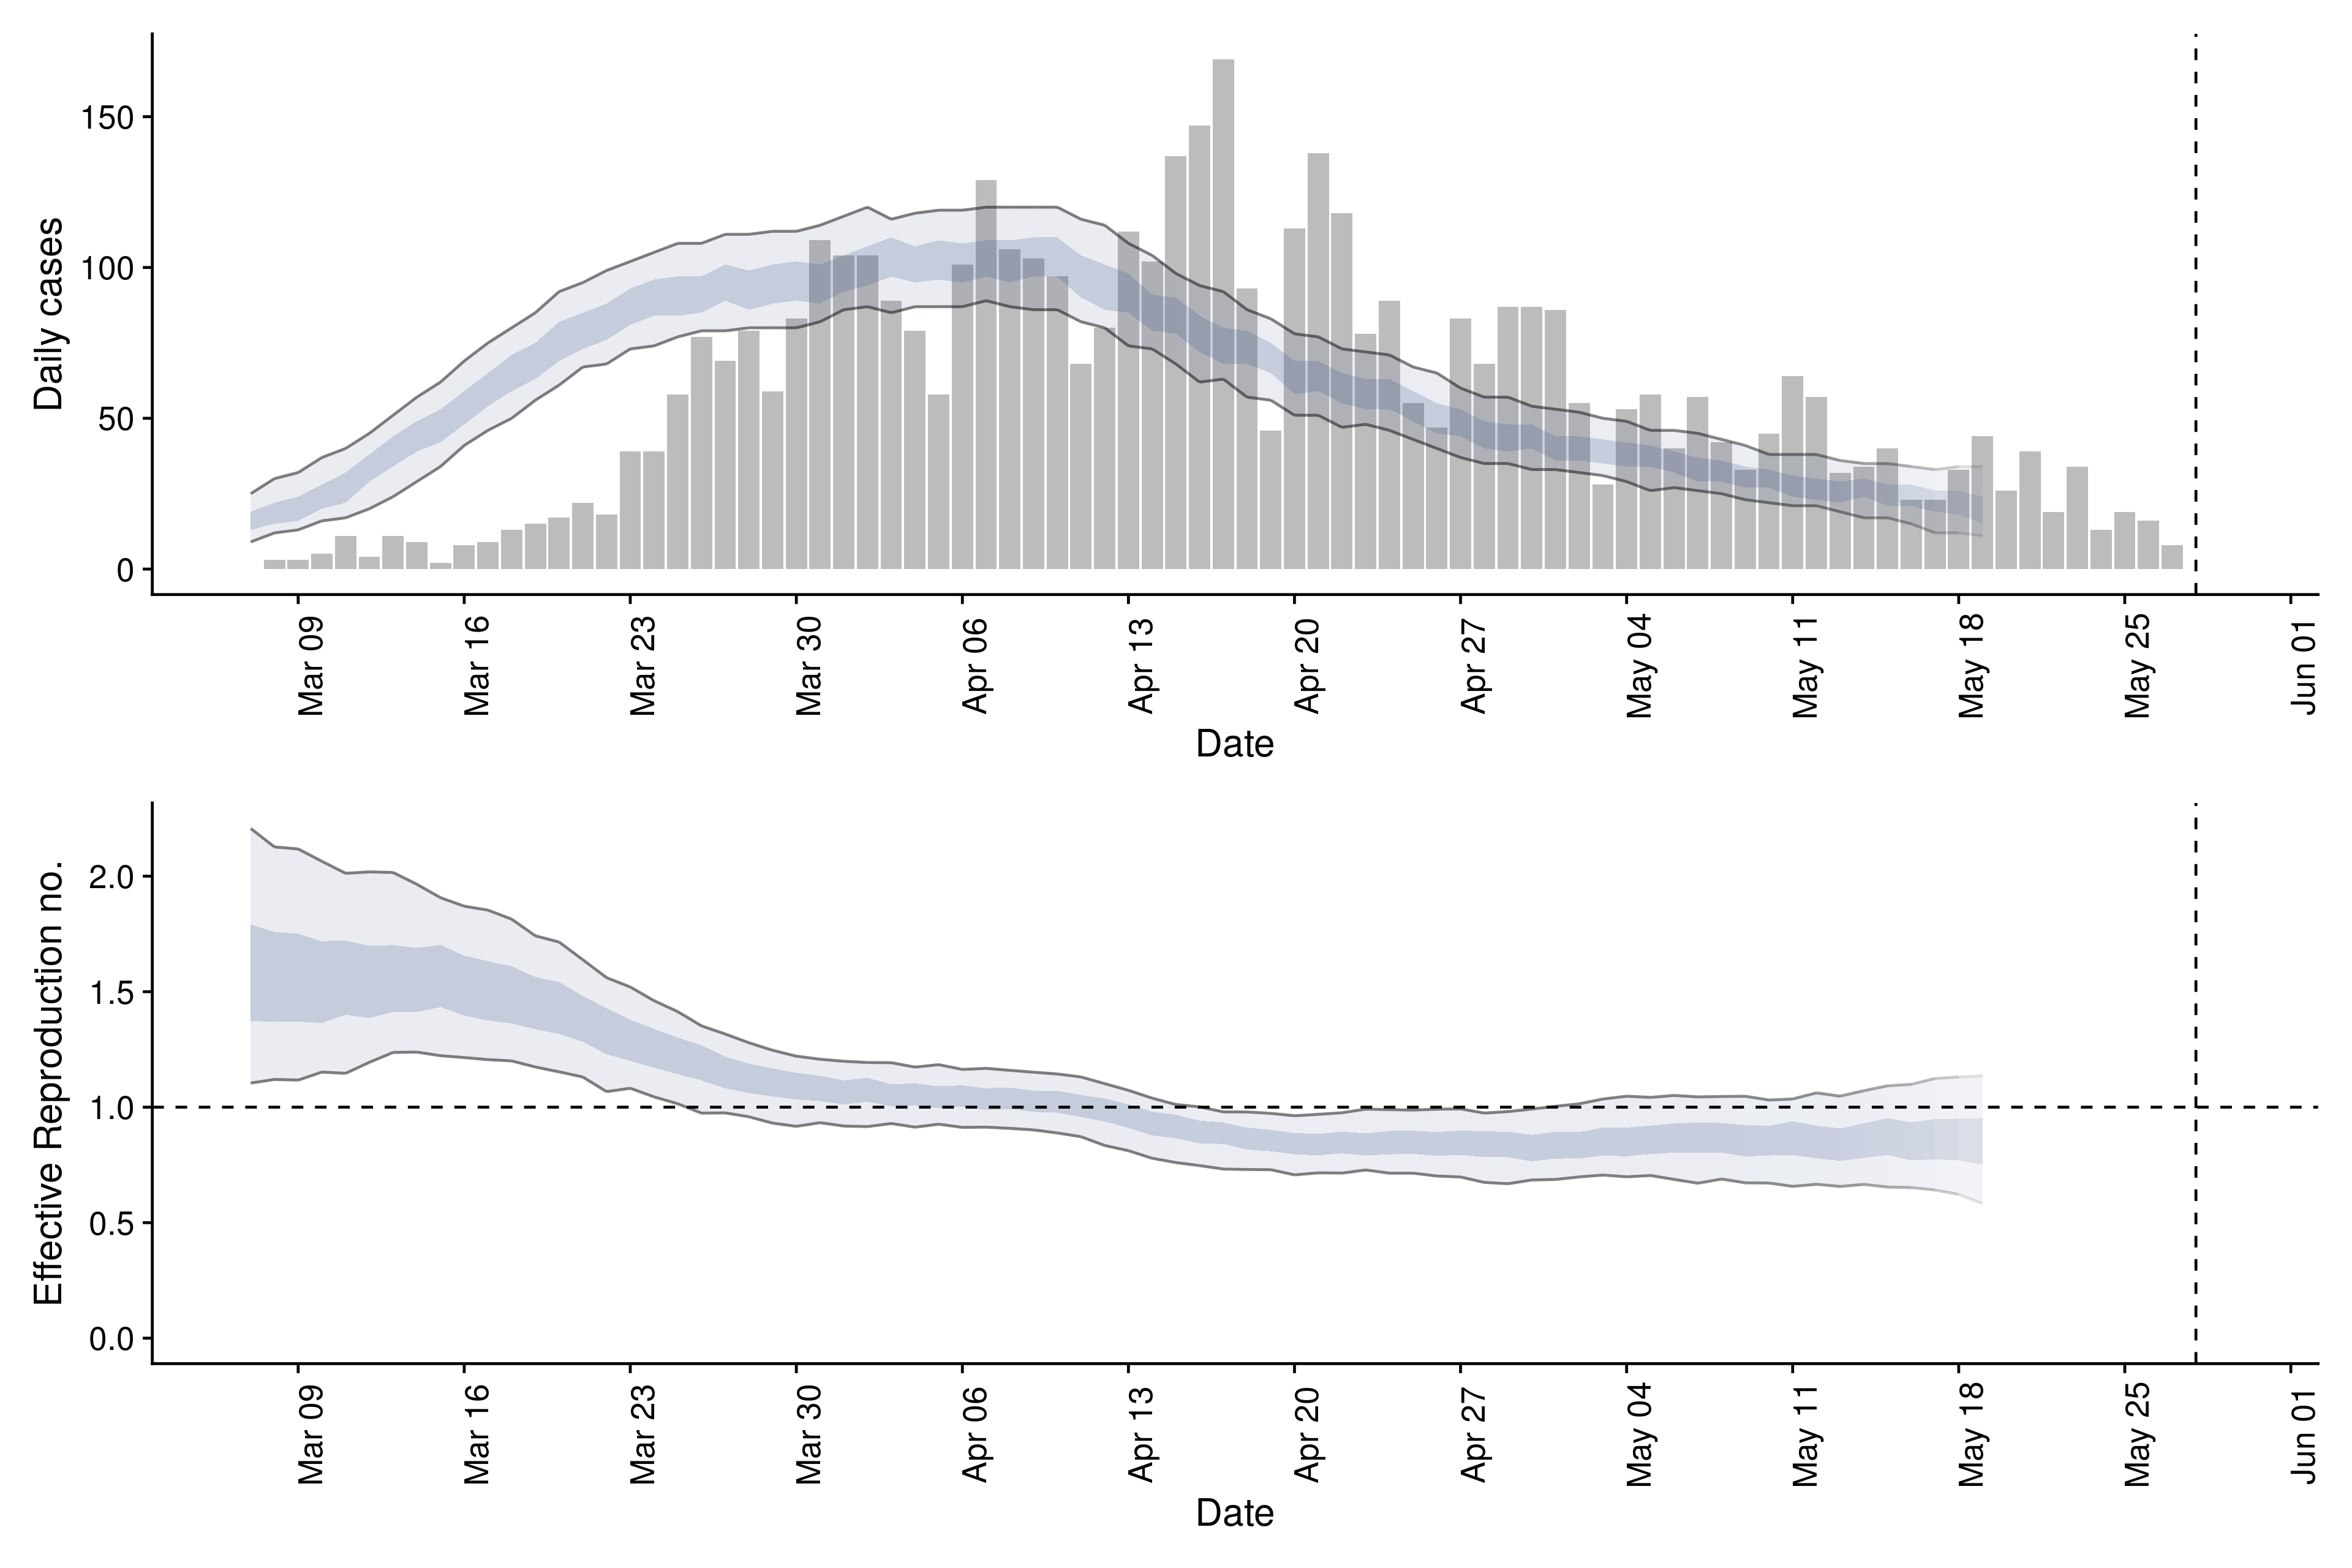 Daily cases
150
100
50
0
Mar 09
Mar 16
Mar 23
Mar 30
Apr 06
Apr 13
Apr 20
Apr 27
May 04
May 11
May 18
May 25
Jun 01
Date
Effective Reproduction no.
2.0
1.5
1.0
0.5
0.0
Mar 09
Mar 16
Mar 23
Mar 30
Apr 06
Apr 13
Apr 20
Apr 27
May 04
May 11
May 18
May 25
Jun 01
Date